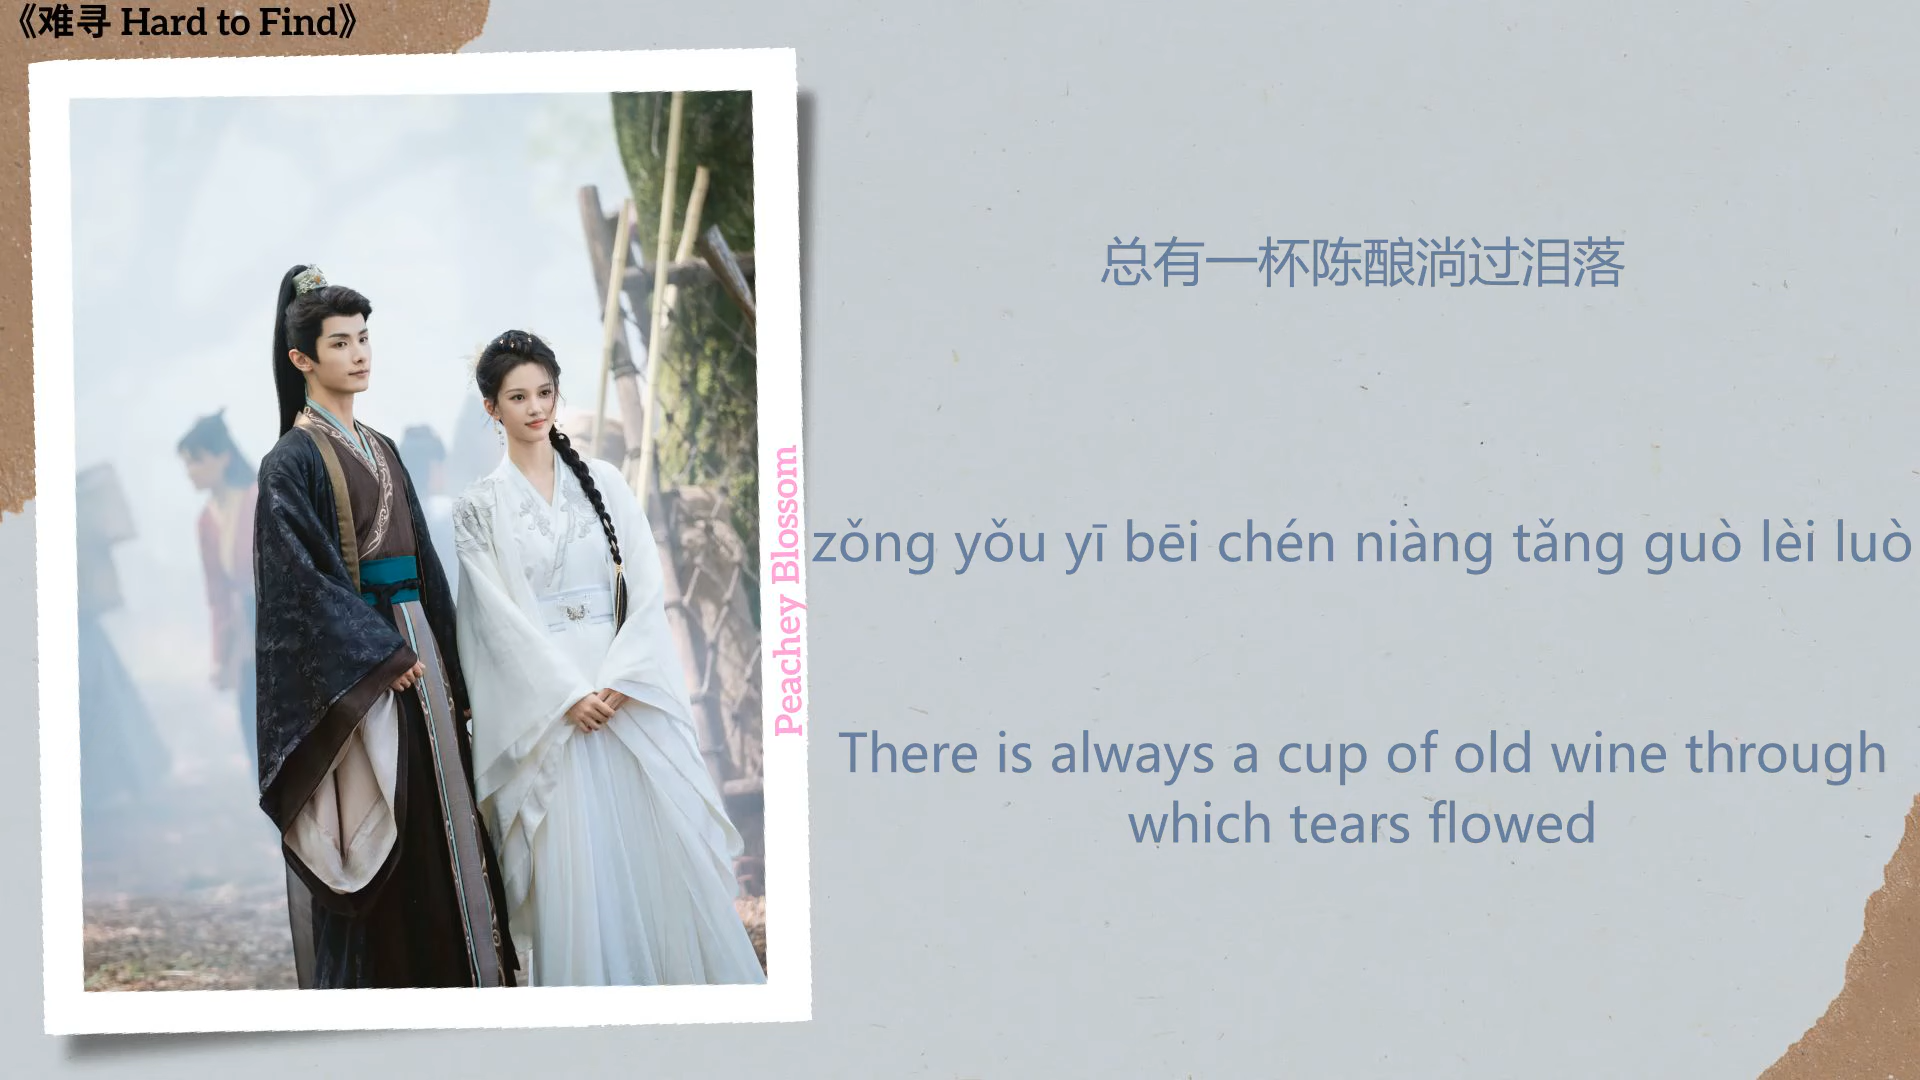 《难寻 Hard to Find》
总有一杯陈酿淌过泪落
zǒng yǒu yī bēi chén niàng tǎng guò lèi luò
There is always a cup of old wine through
which tears flowed
Peachey Blossom